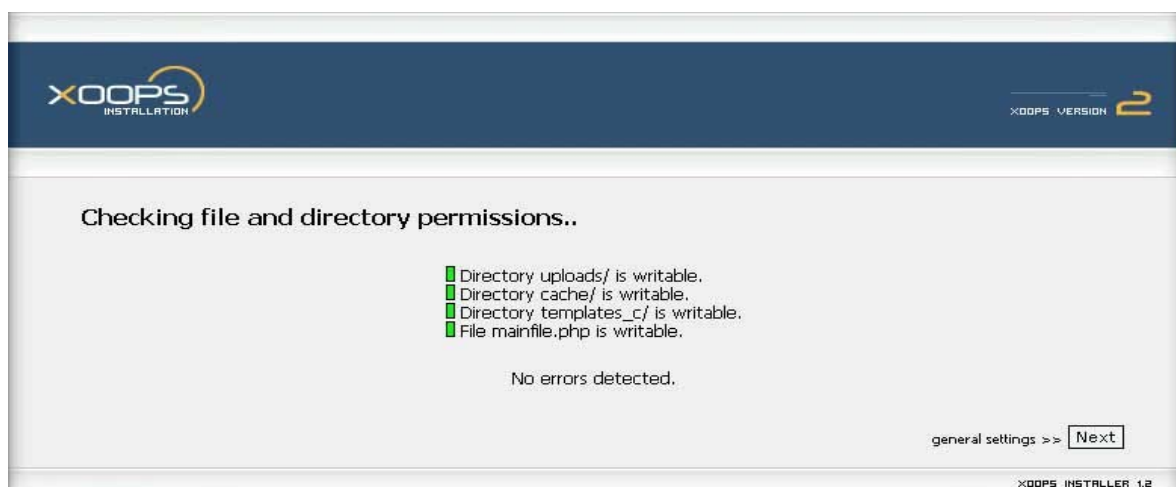 XOOPS
INSTALLATION
XOOPS VERSION 2
Checking file and directory permissions..
Directory uploads/ is writable.
Directory cache/ is writable.
Directory templates_c/ is writable.
File mainfile.php is writable.
No errors detected.
general settings >> Next
XOOPS INSTALLER 1.2